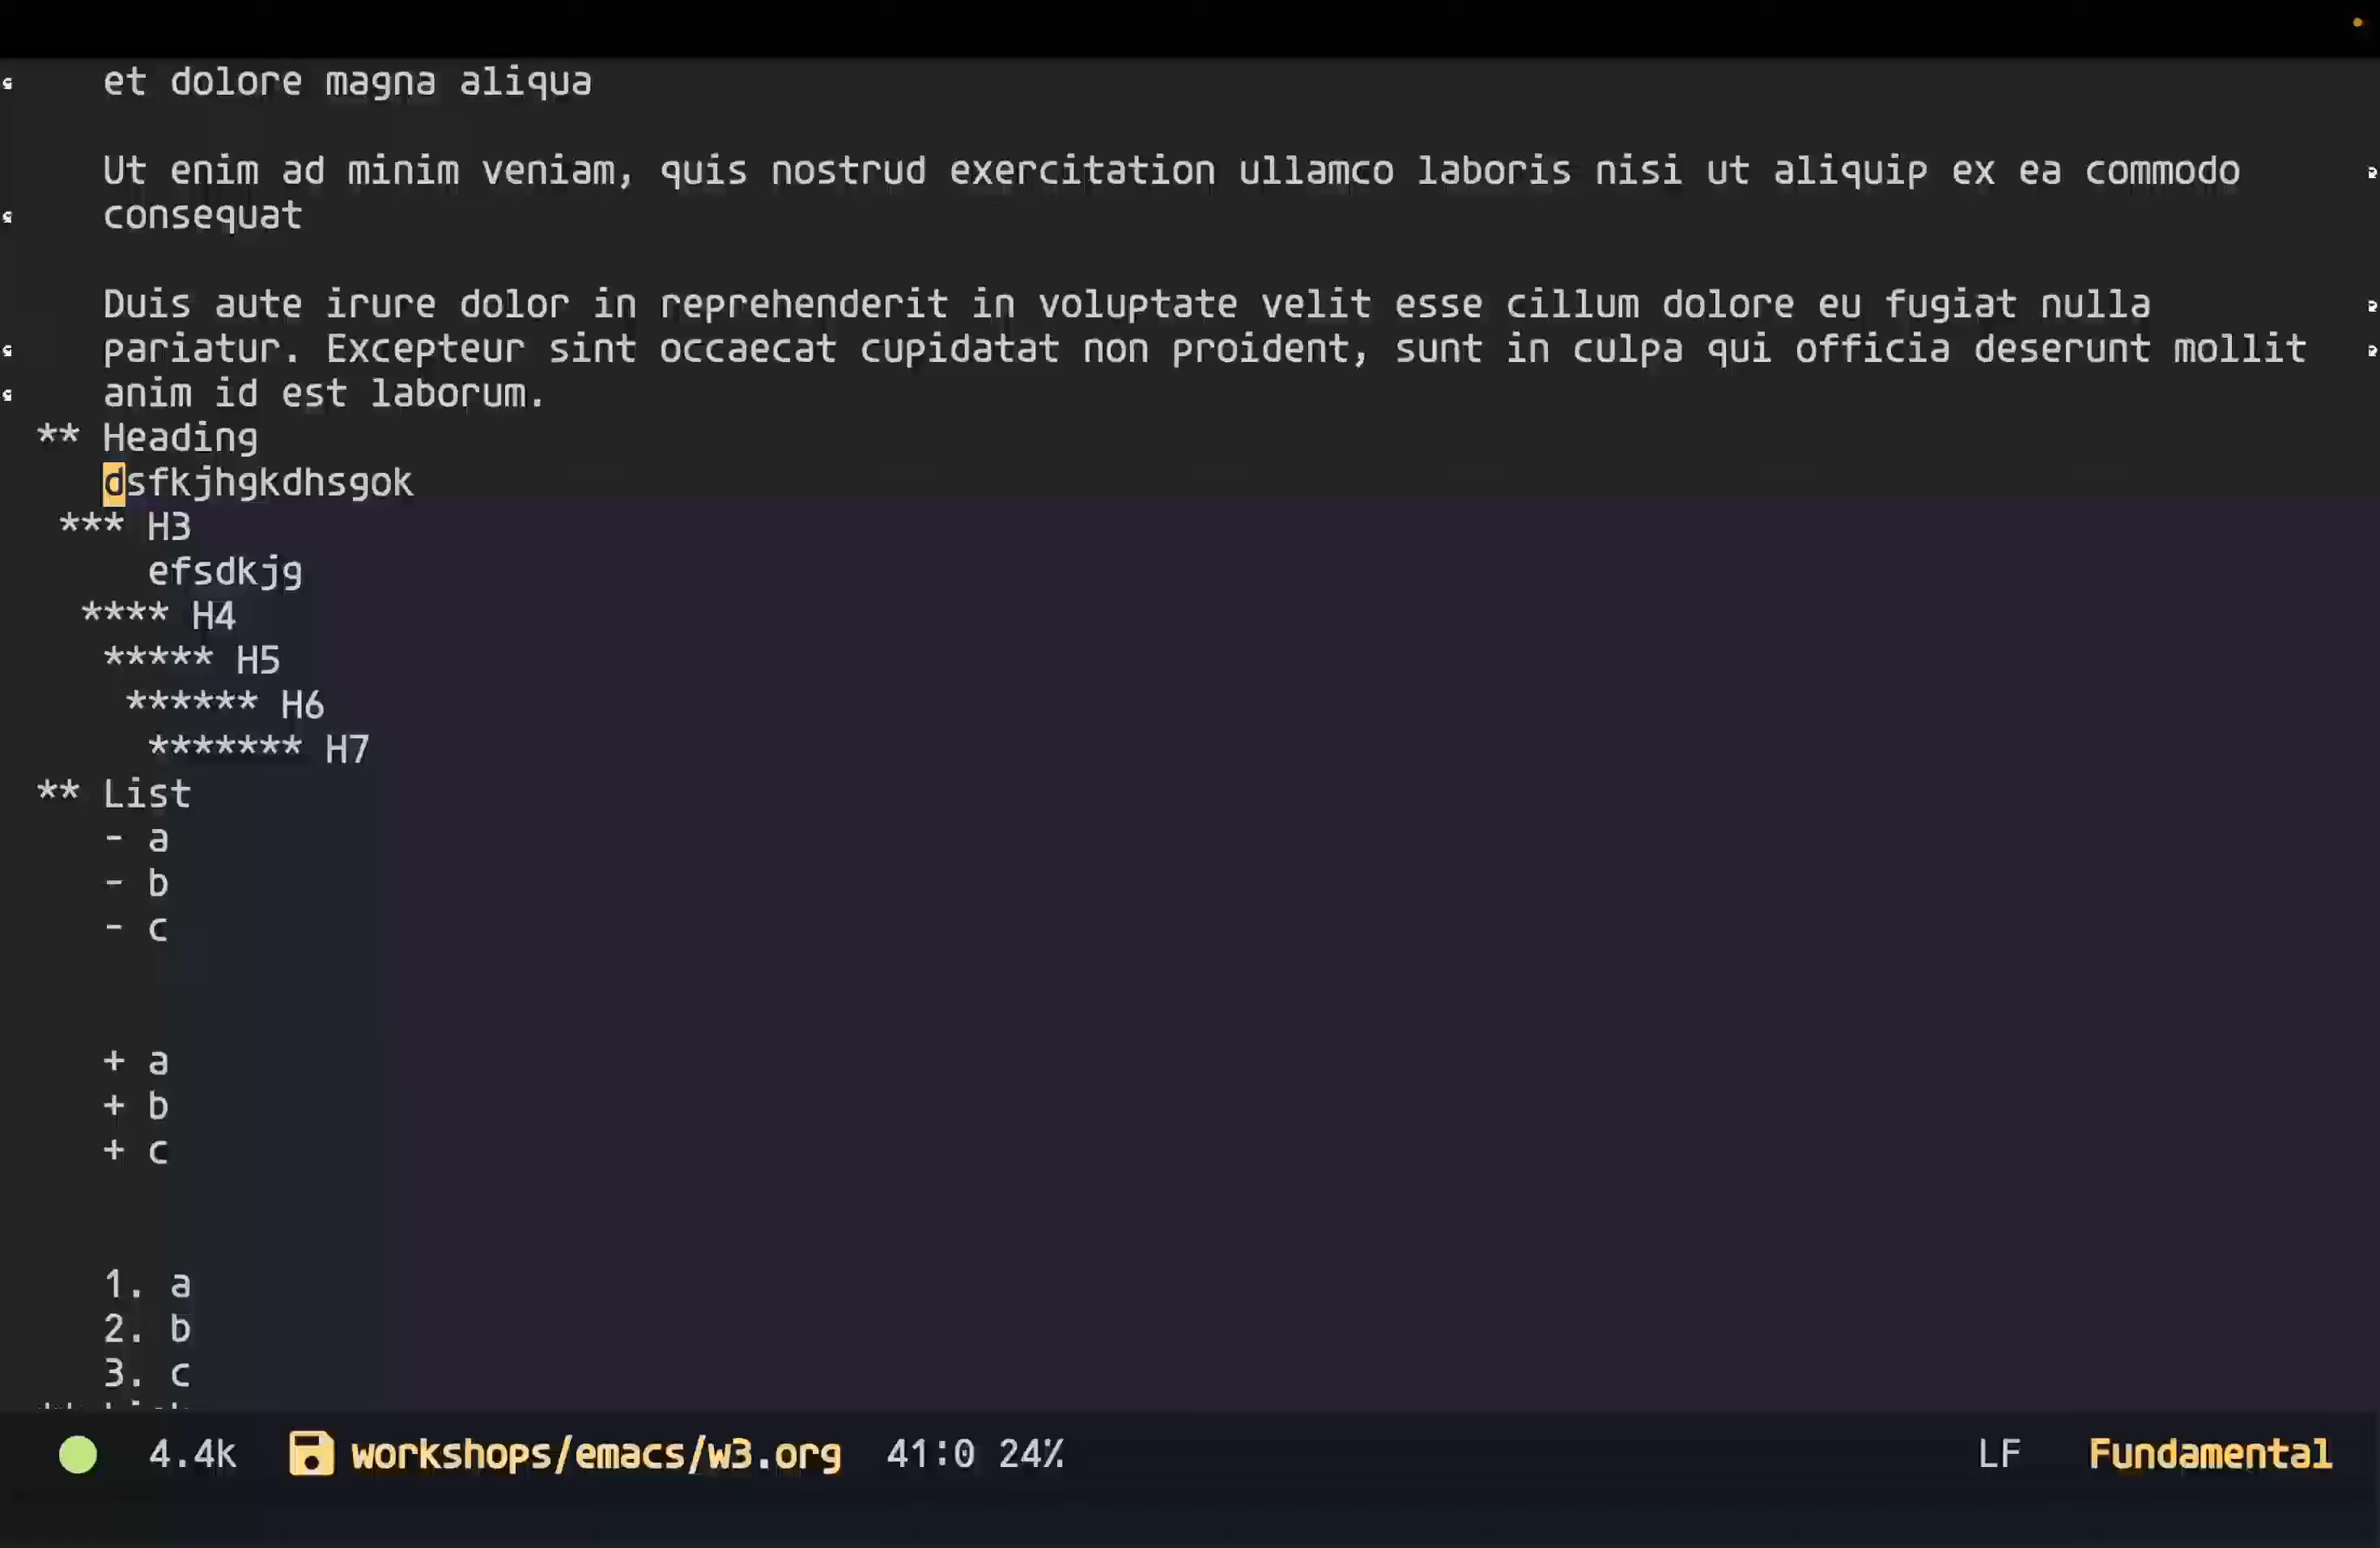 et dolore magna aliqua
Ut enim ad minim veniam, quis nostrud exercitation ullamco laboris nisi ut aliquip ex ea commodo
consequat
Duis aute irure dolor in reprehenderit in voluptate velit esse cillum dolore eu fugiat nulla
pariatur. Excepteur sint occaecat cupidatat non proident, sunt in culpa qui officia deserunt mollit
anim id est laborum.
** Heading
dsfkjhgkdhsgok
*** H3
efsdkjg
**** H4
***** H5
****** H6
******* H7
** List
- a
- b
- c
+ a
+ b
+ c
1. a
2. b
3. c
4.4k workshops/emacs/w3.org 41:0 24% LF Fundamental